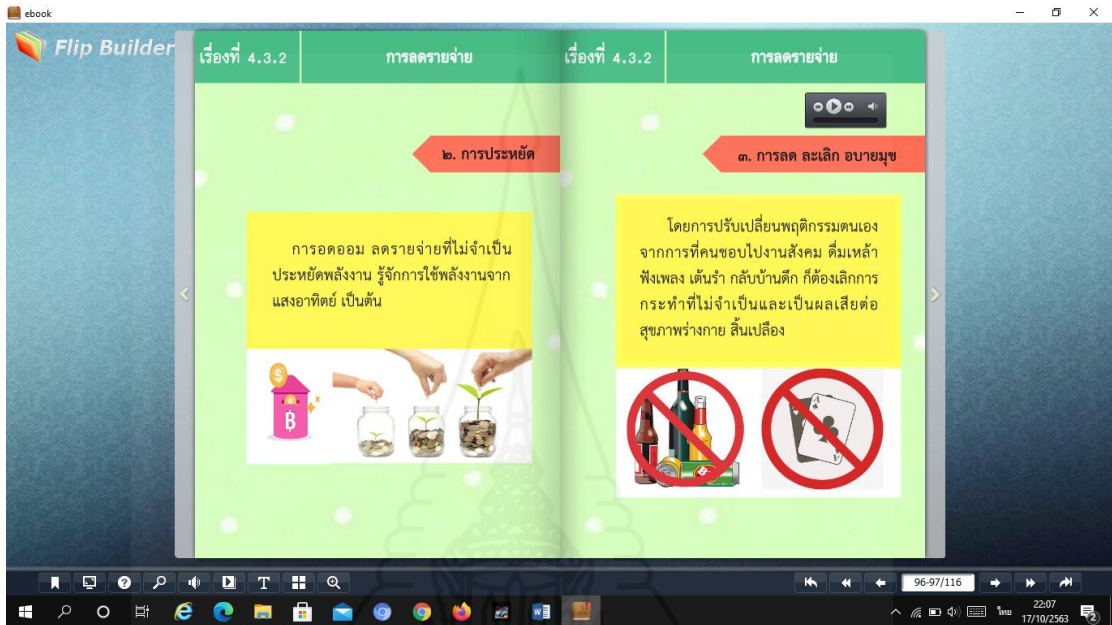 ebook
Flip Builder
เรื่องที่ 4.3.2
การลดรายจ่าย
๒. การประหยัด
การอดออม ลดรายจ่ายที่ไม่จำเป็น
ประหยัดพลังงาน รู้จักการใช้พลังงานจาก
แสงอาทิตย์ เป็นต้น
฿
เรื่องที่ 4.3.2
การลดรายจ่าย
๓. การลด ละเลิก อบายมุข
โดยการปรับเปลี่ยนพฤติกรรมตนเอง
จากการที่คนชอบไปงานสังคม ดื่มเหล้า
ฟังเพลง เต้นรำ กลับบ้านดึก ก็ต้องเลิกการ
กระทำที่ไม่จำเป็นและเป็นผลเสียต่อ
สุขภาพร่างกาย สิ้นเปลือง
96-97/116
ไทย
22:07
17/10/2563